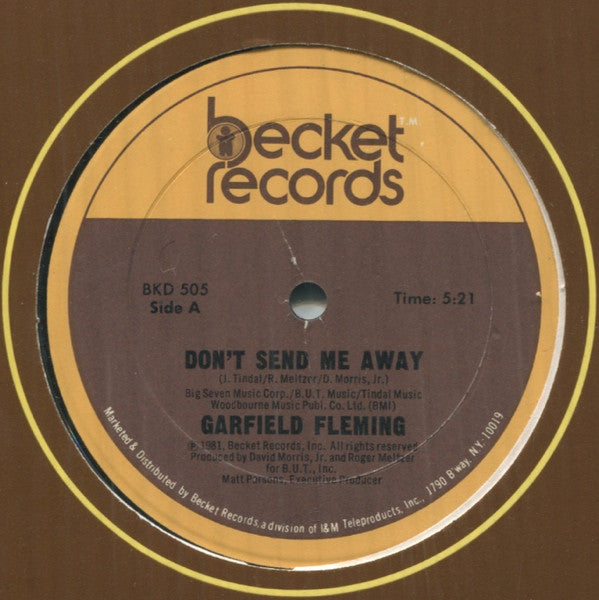 becket T.M.
records
BKD 505
Side A
Time: 5:21
DON'T SEND ME AWAY
(J. Tindal/R. Meltzer/D. Morris, Jr.)
Big Seven Music Corp./B.U.T. Music/Tindal Music
Woodbourne Music Publ. Co. Ltd. (BMI)
GARFIELD FLEMING
℗ 1981, Becket Records, Inc. All rights reserved
Produced by David Morris, Jr. and Roger Meltzer
for B.U.T., Inc.
Matt Parsons, Executive Producer
Marketed & Distributed by Becket Records, a division of I&M Teleproducts, Inc., 1790 B'way, N.Y. 10019